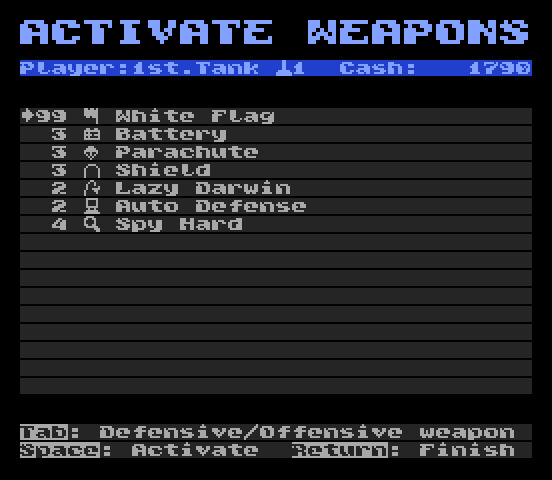 ACTIVATE WEAPONS
Player:1st.Tank 1 Cash: 1790
99 White Flag
3 Battery
3 Parachute
3 Shield
2 Lazy Darwin
2 Auto Defense
4 Spy Hard
Tab: Defensive/Offensive weapon
Space: Activate Return: Finish